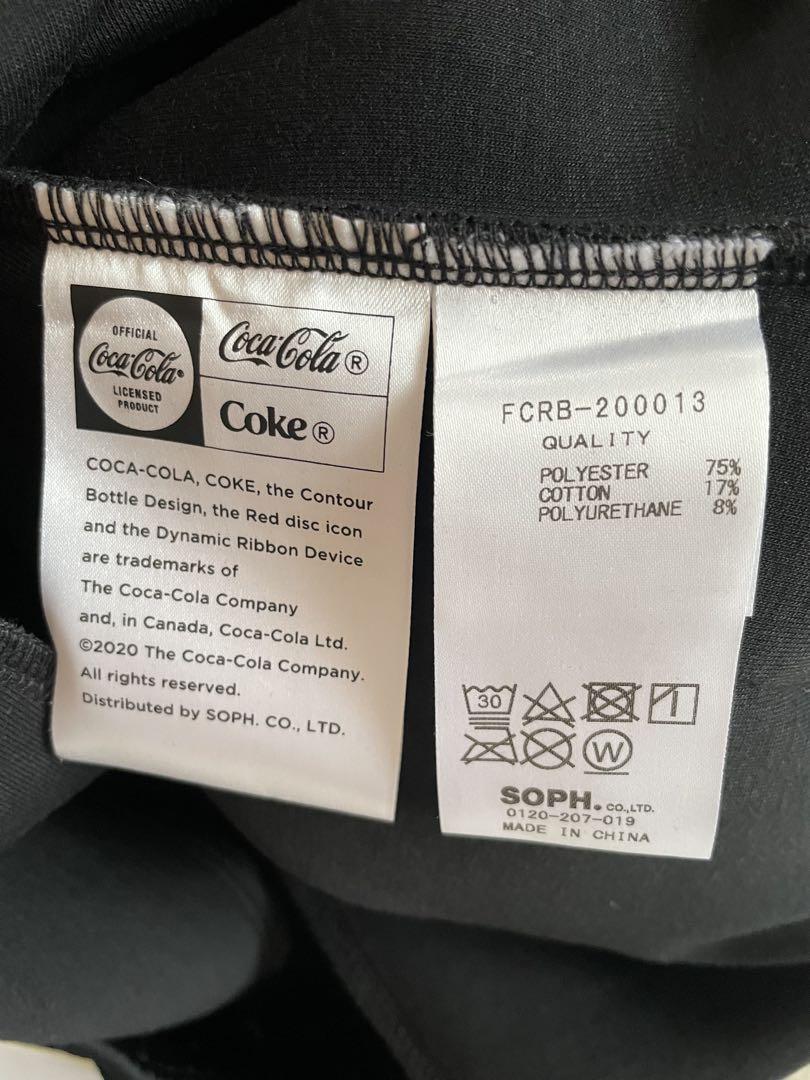 OFFICIAL
Coca-Cola®
LICENSED
PRODUCT
Coca-Cola®
Coke®
COCA-COLA, COKE, the Contour
Bottle Design, the Red disc icon
and the Dynamic Ribbon Device
are trademarks of
The Coca-Cola Company
and, in Canada, Coca-Cola Ltd.
©2020 The Coca-Cola Company.
All rights reserved.
Distributed by SOPH. CO., LTD.
FCRB-200013
QUALITY
POLYESTER 75%
COTTON 17%
POLYURETHANE 8%
30
W
SOPH. CO.,LTD.
0120-207-019
MADE IN CHINA